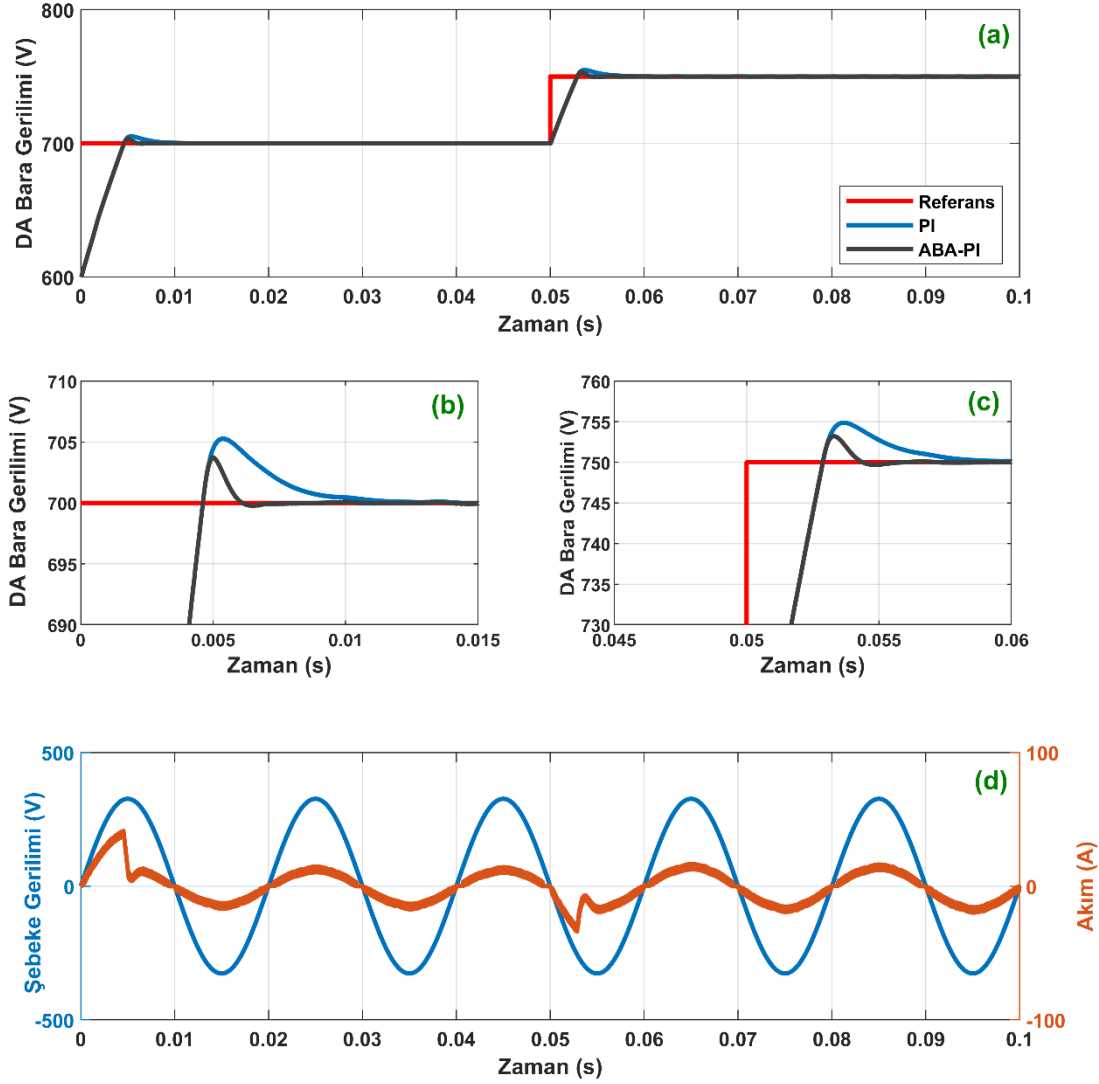 (a)
DA Bara Gerilimi (V)
800
700
600
0 0.01 0.02 0.03 0.04 0.05 0.06 0.07 0.08 0.09 0.1
Zaman (s)
Referans
PI
ABA-PI
(b)
DA Bara Gerilimi (V)
710
705
700
695
690
0 0.005 0.01 0.015
Zaman (s)
(c)
DA Bara Gerilimi (V)
760
755
750
745
740
735
730
0.045 0.05 0.055 0.06
Zaman (s)
(d)
Şebeke Gerilimi (V)
500
0
-500
100
0
-100
Akım (A)
0 0.01 0.02 0.03 0.04 0.05 0.06 0.07 0.08 0.09 0.1
Zaman (s)